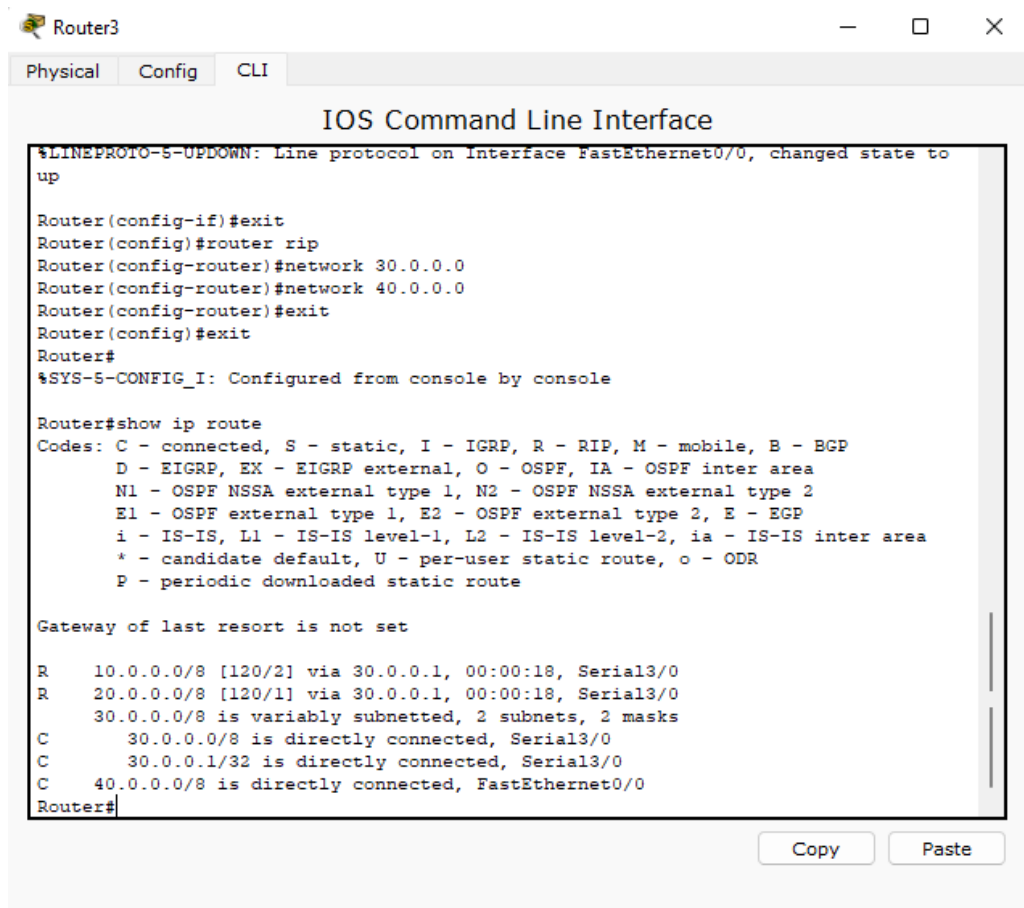 Router3
Physical Config CLI
IOS Command Line Interface
%LINEPROTO-5-UPDOWN: Line protocol on Interface FastEthernet0/0, changed state to
up
Router(config-if)#exit
Router(config)#router rip
Router(config-router)#network 30.0.0.0
Router(config-router)#network 40.0.0.0
Router(config-router)#exit
Router(config)#exit
Router#
%SYS-5-CONFIG_I: Configured from console by console
Router#show ip route
Codes: C - connected, S - static, I - IGRP, R - RIP, M - mobile, B - BGP
D - EIGRP, EX - EIGRP external, O - OSPF, IA - OSPF inter area
N1 - OSPF NSSA external type 1, N2 - OSPF NSSA external type 2
E1 - OSPF external type 1, E2 - OSPF external type 2, E - EGP
i - IS-IS, L1 - IS-IS level-1, L2 - IS-IS level-2, ia - IS-IS inter area
* - candidate default, U - per-user static route, o - ODR
P - periodic downloaded static route
Gateway of last resort is not set
R 10.0.0.0/8 [120/2] via 30.0.0.1, 00:00:18, Serial3/0
R 20.0.0.0/8 [120/1] via 30.0.0.1, 00:00:18, Serial3/0
30.0.0.0/8 is variably subnetted, 2 subnets, 2 masks
C 30.0.0.0/8 is directly connected, Serial3/0
C 30.0.0.1/32 is directly connected, Serial3/0
C 40.0.0.0/8 is directly connected, FastEthernet0/0
Router#
Copy Paste